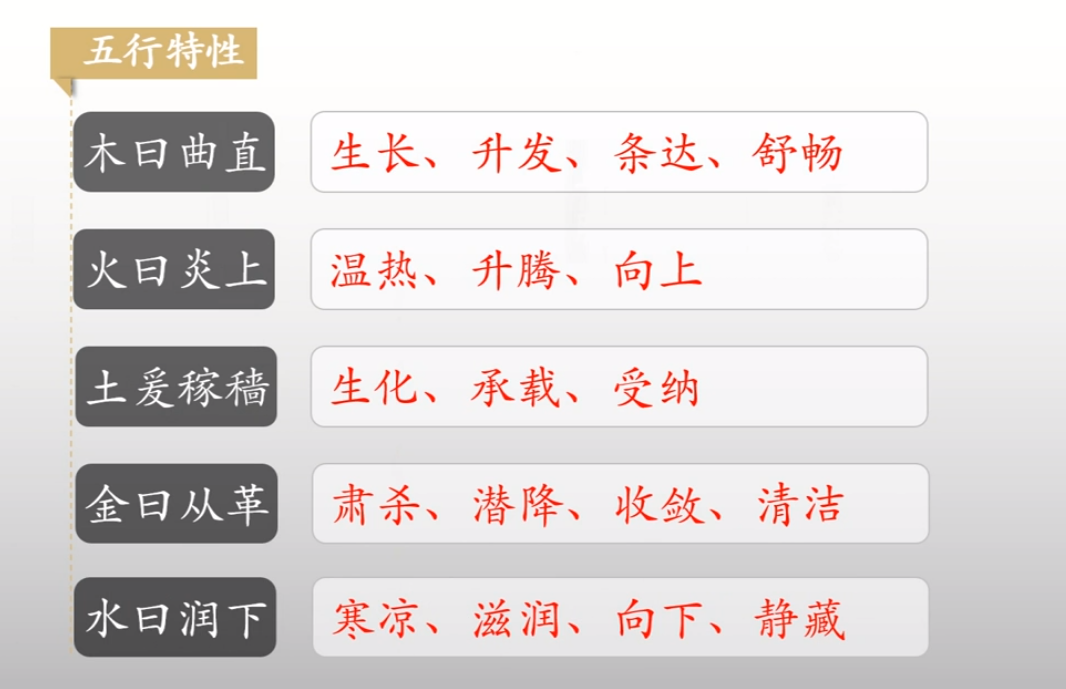 五行特性
木曰曲直
生长、升发、条达、舒畅
火曰炎上
温热、升腾、向上
土爰稼穑
生化、承载、受纳
金曰从革
肃杀、潜降、收敛、清洁
水曰润下
寒凉、滋润、向下、静藏